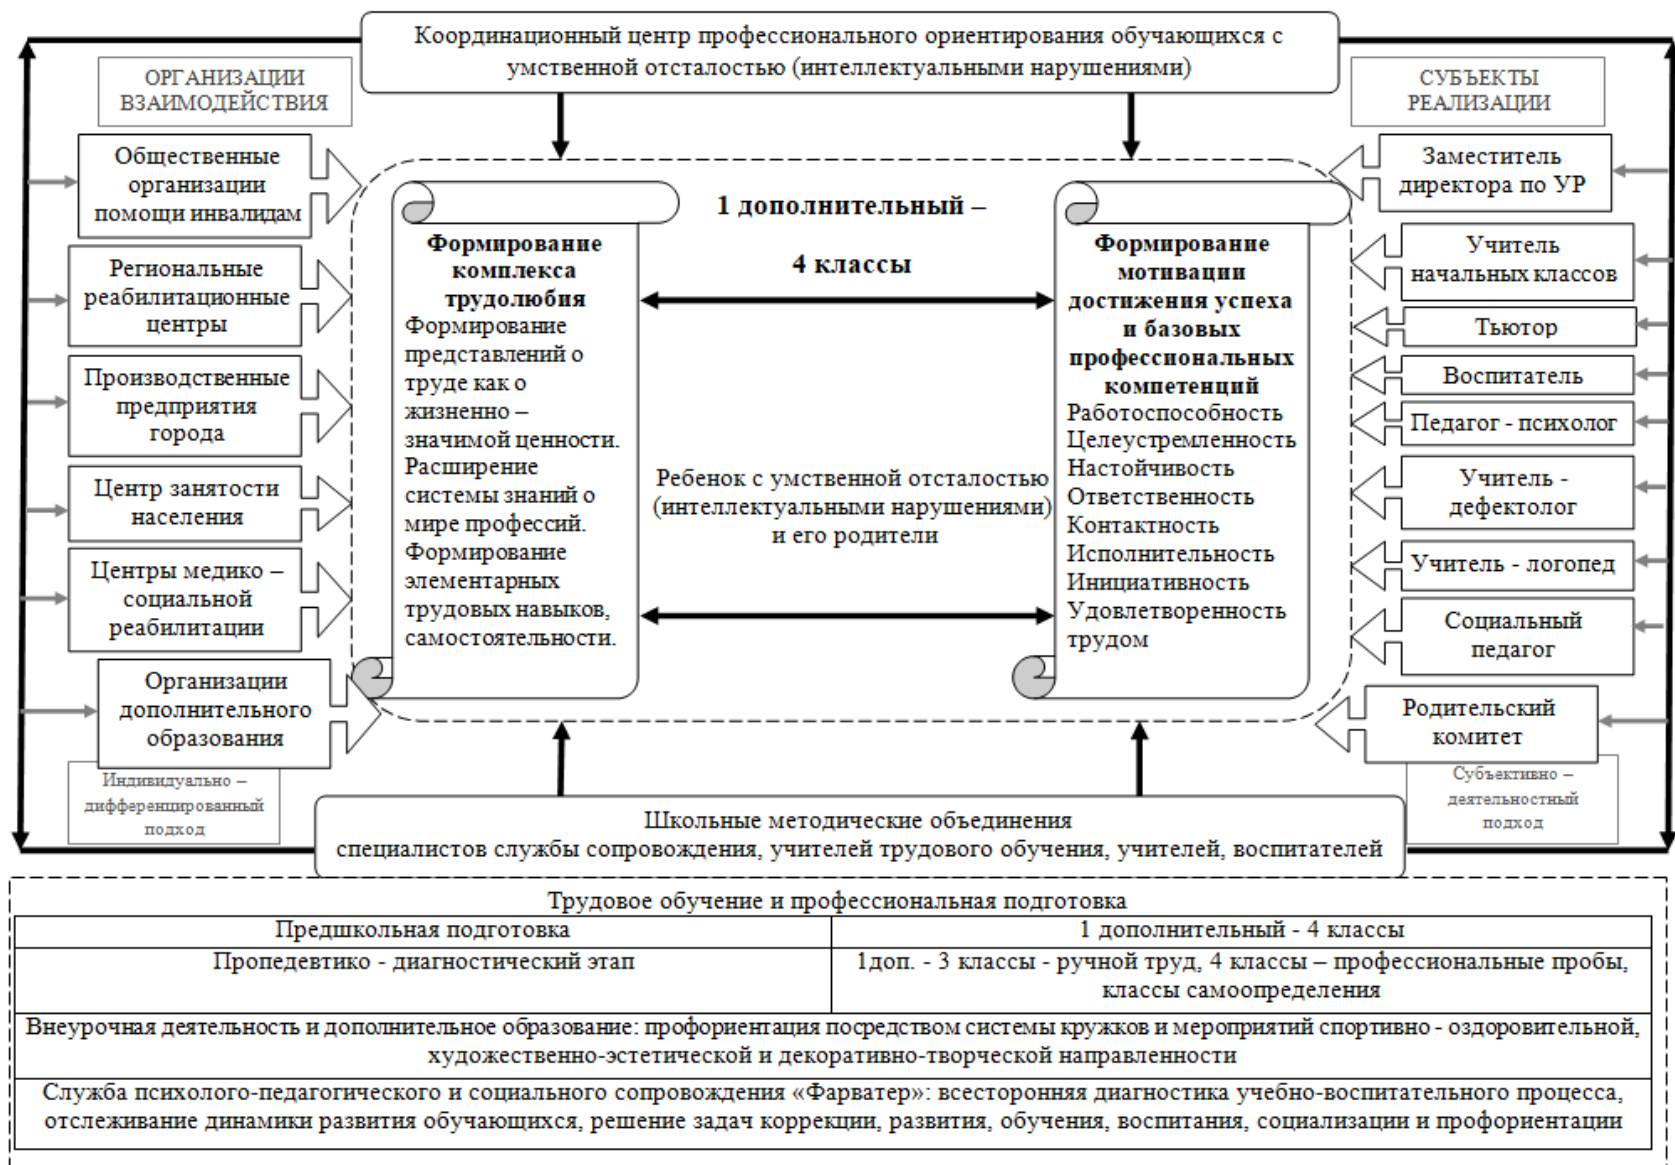 Координационный центр профессионального ориентирования обучающихся с
умственной отсталостью (интеллектуальными нарушениями)
ОРГАНИЗАЦИИ
ВЗАИМОДЕЙСТВИЯ
Общественные
организации
помощи инвалидам
Региональные
реабилитационные
центры
Производственные
предприятия
города
Центр занятости
населения
Центры медико –
социальной
реабилитации
Организации
дополнительного
образования
Индивидуально –
дифференцированный
подход
Формирование
комплекса
трудолюбия
Формирование
представлений о
труде как о
жизненно –
значимой ценности.
Расширение
системы знаний о
мире профессий.
Формирование
элементарных
трудовых навыков,
самостоятельности.
1 дополнительный –
4 классы
Ребенок с умственной отсталостью
(интеллектуальными нарушениями)
и его родители
Формирование
мотивации
достижения успеха
и базовых
профессиональных
компетенций
Работоспособность
Целеустремленность
Настойчивость
Ответственность
Контактность
Исполнительность
Инициативность
Удовлетворенность
трудом
СУБЪЕКТЫ
РЕАЛИЗАЦИИ
Заместитель
директора по УР
Учитель
начальных классов
Тьютор
Воспитатель
Педагог - психолог
Учитель -
дефектолог
Учитель - логопед
Социальный
педагог
Родительский
комитет
Субъективно –
деятельностный
подход
Школьные методические объединения
специалистов службы сопровождения, учителей трудового обучения, учителей, воспитателей
Трудовое обучение и профессиональная подготовка
Предшкольная подготовка
1 дополнительный - 4 классы
Пропедевтико - диагностический этап
1доп. - 3 классы - ручной труд, 4 классы – профессиональные пробы,
классы самоопределения
Внеурочная деятельность и дополнительное образование: профориентация посредством системы кружков и мероприятий спортивно - оздоровительной,
художественно-эстетической и декоративно-творческой направленности
Служба психолого-педагогического и социального сопровождения «Фарватер»: всесторонняя диагностика учебно-воспитательного процесса,
отслеживание динамики развития обучающихся, решение задач коррекции, развития, обучения, воспитания, социализации и профориентации